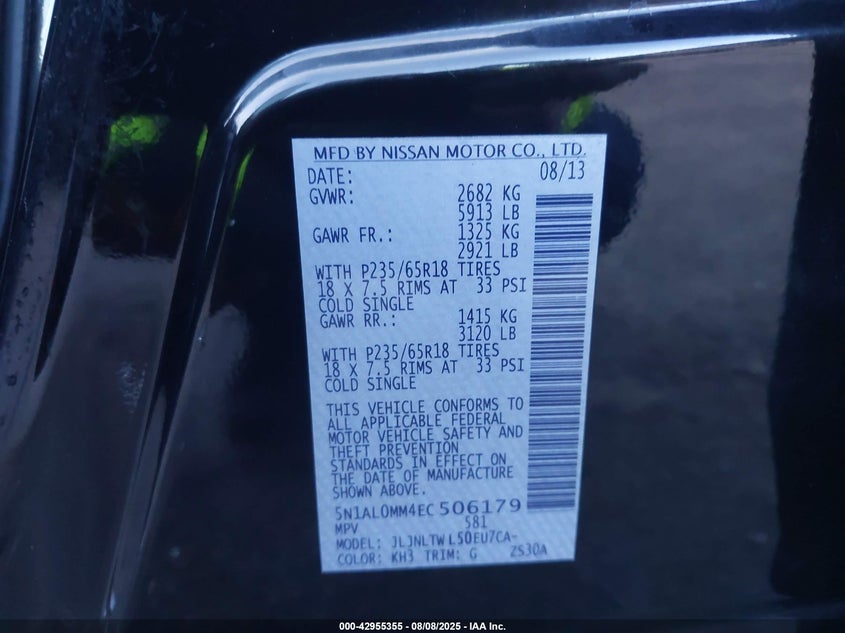 MFD BY NISSAN MOTOR CO., LTD.
DATE: 08/13
GVWR: 2682 KG
5913 LB
GAWR FR.: 1325 KG
2921 LB
WITH P235/65R18 TIRES
18 X 7.5 RIMS AT 33 PSI
COLD SINGLE
GAWR RR.: 1415 KG
3120 LB
WITH P235/65R18 TIRES
18 X 7.5 RIMS AT 33 PSI
COLD SINGLE
THIS VEHICLE CONFORMS TO
ALL APPLICABLE FEDERAL
MOTOR VEHICLE SAFETY AND
THEFT PREVENTION
STANDARDS IN EFFECT ON
THE DATE OF MANUFACTURE
SHOWN ABOVE.
5N1AL0MM4EC506179
MPV 581
MODEL: JLJNLTWL50EU7CA-
COLOR: KH3 TRIM: G ZS30A
000-42955355 - 08/08/2025 - IAA Inc.